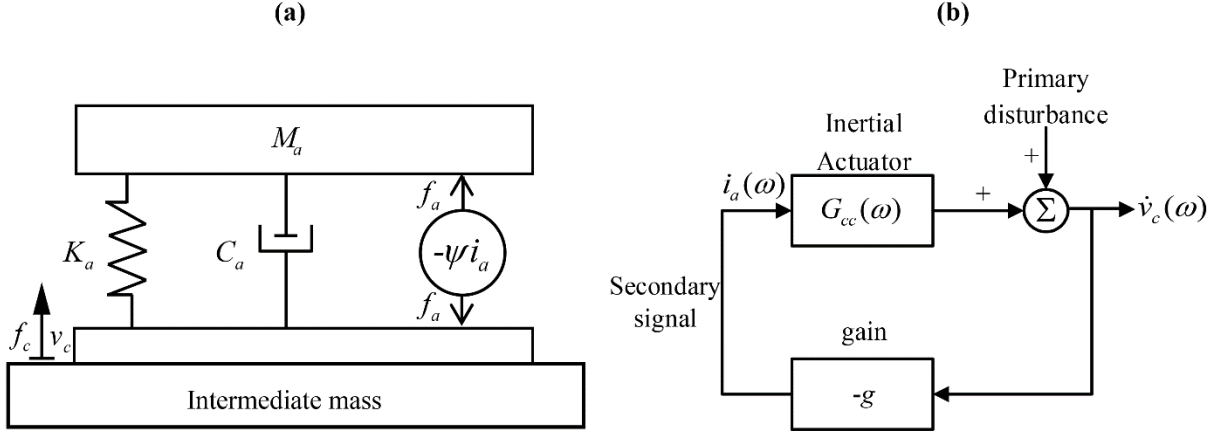 (a)
M_a
f_a
K_a
C_a
-ψi_a
f_a
f_c
v_c
Intermediate mass
(b)
Primary
disturbance
Inertial
Actuator
+
i_a(ω)
G_cc(ω)
+
Σ
v̇_c(ω)
Secondary
signal
gain
-g